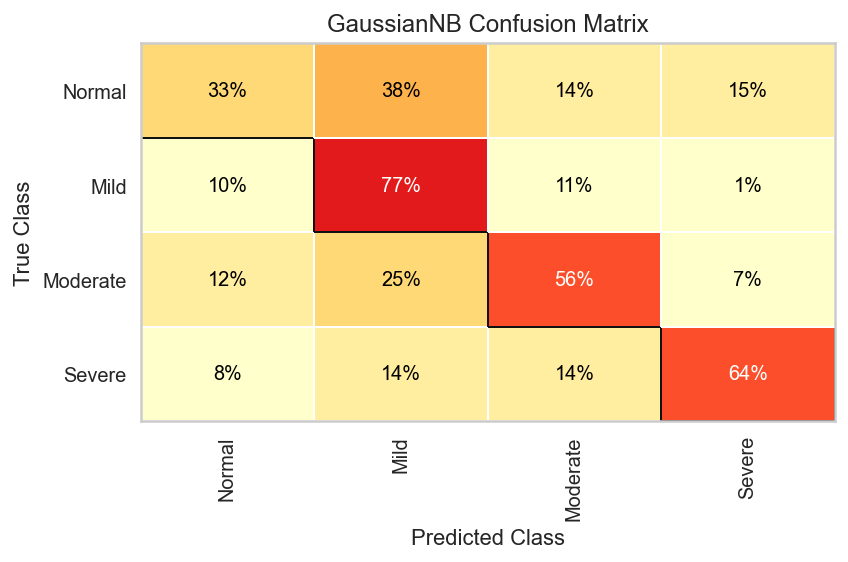 GaussianNB Confusion Matrix
True Class
Normal 33% 38% 14% 15%
Mild 10% 77% 11% 1%
Moderate 12% 25% 56% 7%
Severe 8% 14% 14% 64%
Normal Mild Moderate Severe
Predicted Class